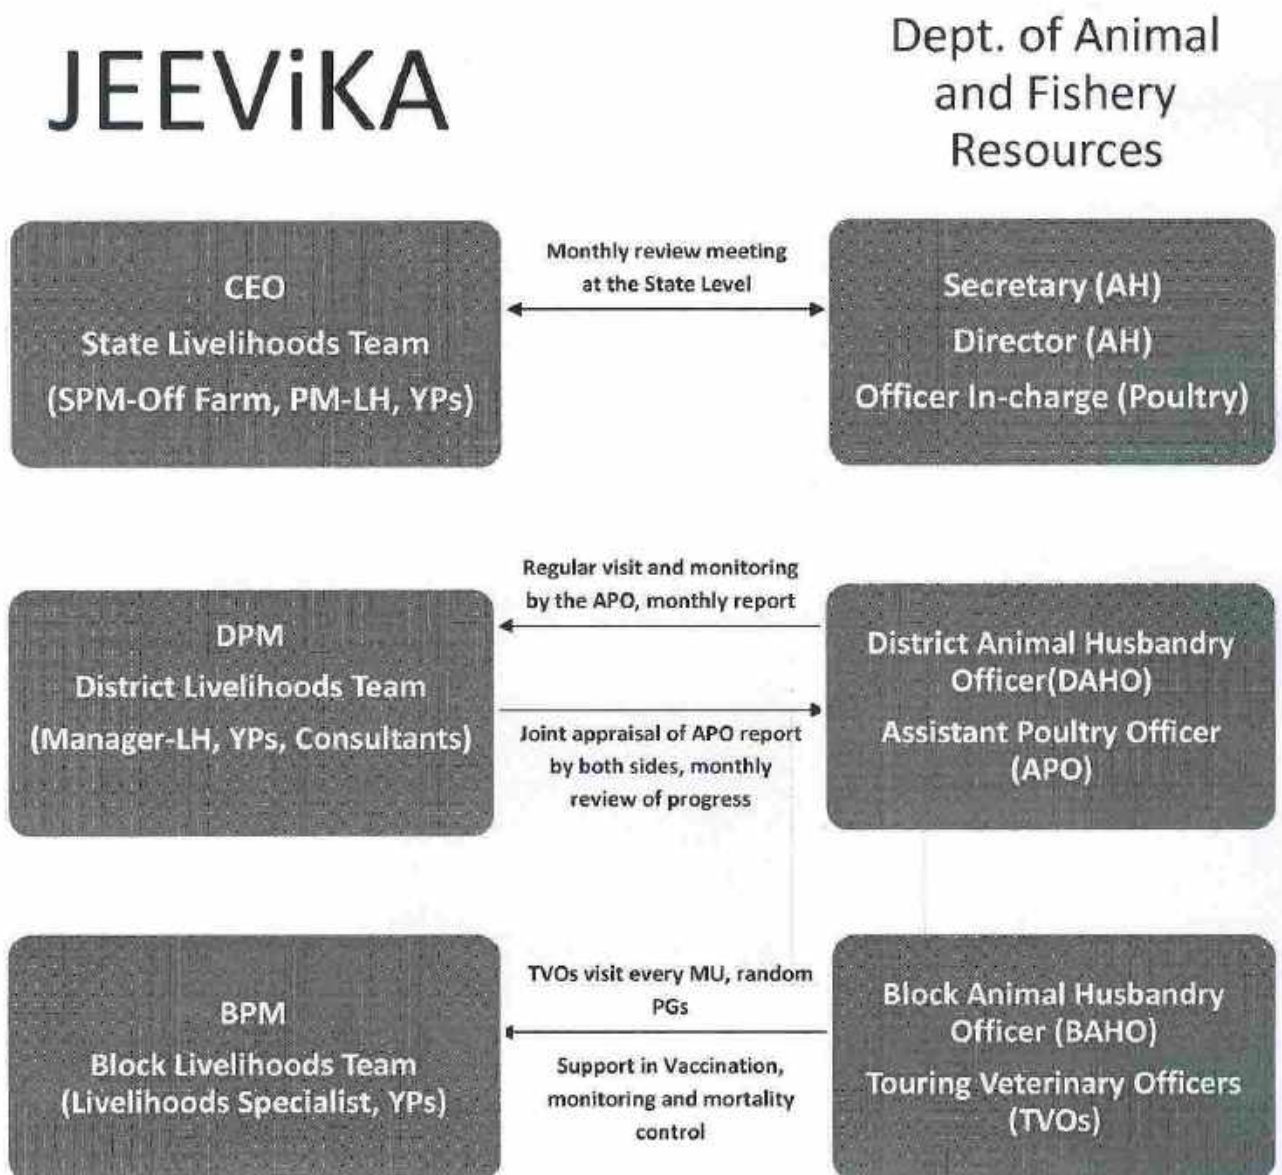 JEEViKA
Dept. of Animal
and Fishery
Resources
CEO
State Livelihoods Team
(SPM-Off Farm, PM-LH, YPs)
Monthly review meeting
at the State Level
Secretary (AH)
Director (AH)
Officer In-charge (Poultry)
DPM
District Livelihoods Team
(Manager-LH, YPs, Consultants)
Regular visit and monitoring
by the APO, monthly report
Joint appraisal of APO report
by both sides, monthly
review of progress
District Animal Husbandry
Officer(DAHO)
Assistant Poultry Officer
(APO)
BPM
Block Livelihoods Team
(Livelihoods Specialist, YPs)
TVOs visit every MU, random
PGs
Support in Vaccination,
monitoring and mortality
control
Block Animal Husbandry
Officer (BAHO)
Touring Veterinary Officers
(TVOs)